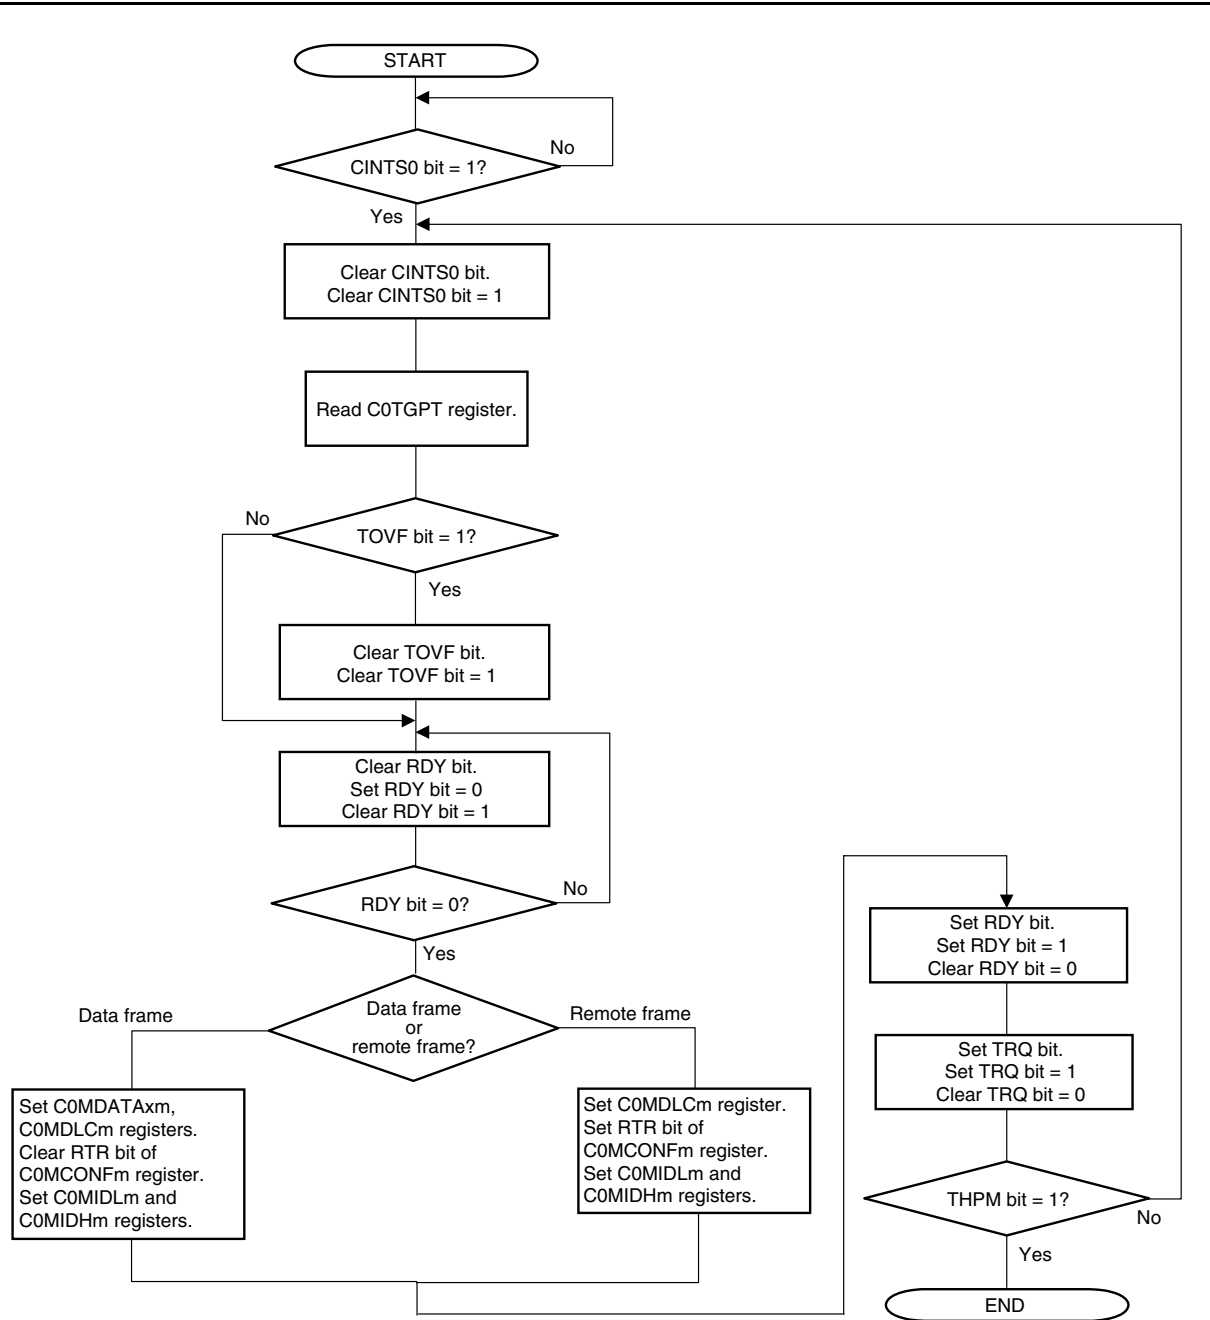 START
CINTS0 bit = 1?
No
Yes
Clear CINTS0 bit.
Clear CINTS0 bit = 1
Read C0TGPT register.
TOVF bit = 1?
No
Yes
Clear TOVF bit.
Clear TOVF bit = 1
Clear RDY bit.
Set RDY bit = 0
Clear RDY bit = 1
RDY bit = 0?
No
Yes
Data frame
or
remote frame?
Data frame
Remote frame
Set C0MDATAxm,
C0MDLCm registers.
Clear RTR bit of
C0MCONFm register.
Set C0MIDLm and
C0MIDHm registers.
Set C0MDLCm register.
Set RTR bit of
C0MCONFm register.
Set C0MIDLm and
C0MIDHm registers.
Set RDY bit.
Set RDY bit = 1
Clear RDY bit = 0
Set TRQ bit.
Set TRQ bit = 1
Clear TRQ bit = 0
THPM bit = 1?
No
Yes
END